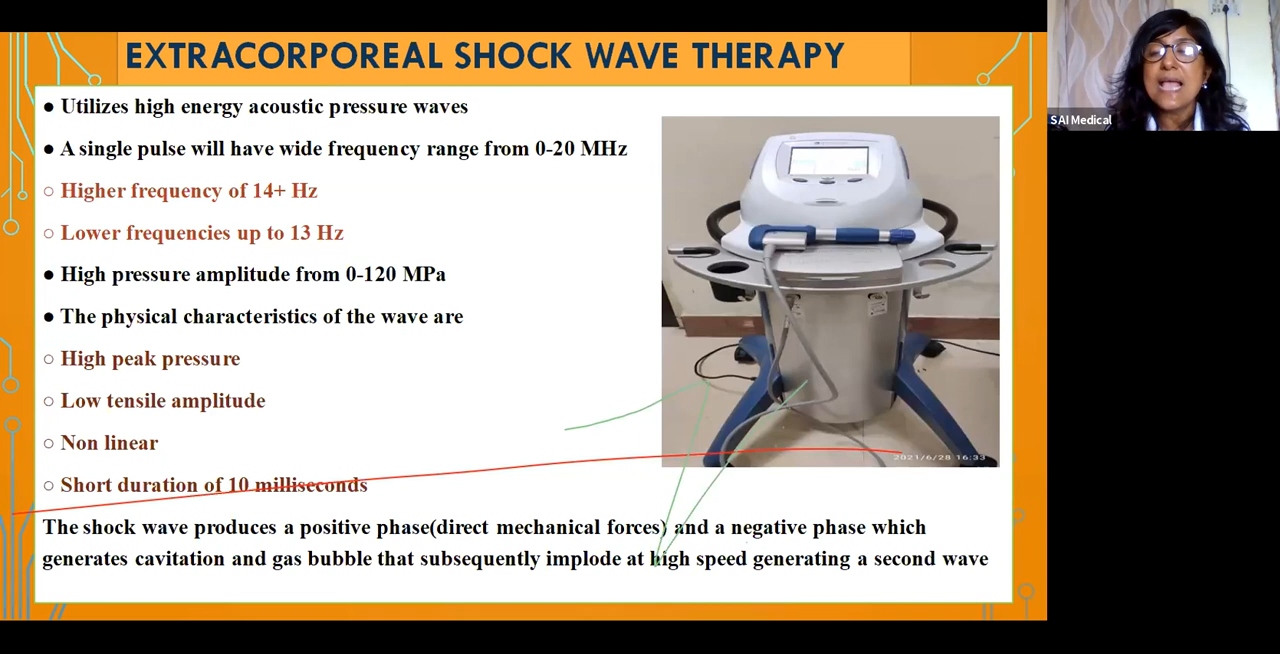 EXTRACORPOREAL SHOCK WAVE THERAPY
● Utilizes high energy acoustic pressure waves
● A single pulse will have wide frequency range from 0-20 MHz
○ Higher frequency of 14+ Hz
○ Lower frequencies up to 13 Hz
● High pressure amplitude from 0-120 MPa
● The physical characteristics of the wave are
○ High peak pressure
○ Low tensile amplitude
○ Non linear
○ Short duration of 10 milliseconds
The shock wave produces a positive phase(direct mechanical forces) and a negative phase which
generates cavitation and gas bubble that subsequently implode at high speed generating a second wave
2021/6/28 16:33
SAI Medical